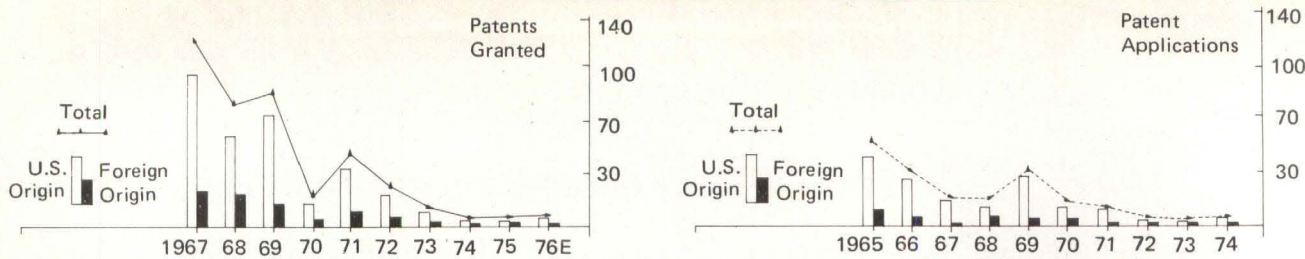 Patents
Granted
140
100
70
30
Total
U.S. Origin
Foreign Origin
1967 68 69 70 71 72 73 74 75 76E
Patent
Applications
140
100
70
30
Total
U.S. Origin
Foreign Origin
1965 66 67 68 69 70 71 72 73 74